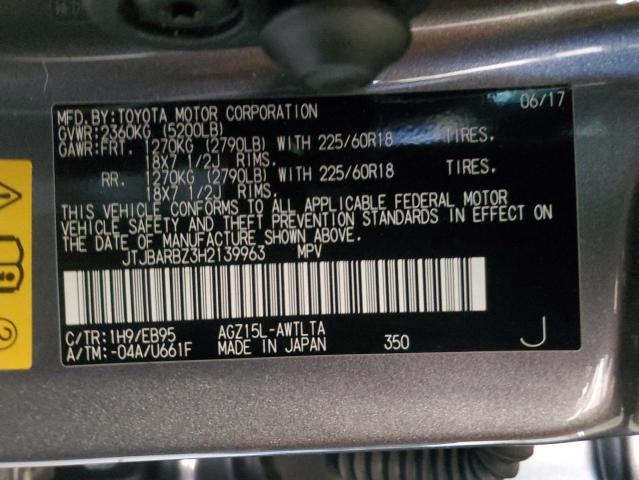 MFD.BY:TOYOTA MOTOR CORPORATION 06/17
GVWR:2360KG (5200LB)
GAWR:FRT. 1270KG (2790LB) WITH 225/60R18 TIRES.
18X7 1/2J RIMS.
RR. 1270KG (2790LB) WITH 225/60R18 TIRES.
18X7 1/2J RIMS.
THIS VEHICLE CONFORMS TO ALL APPLICABLE FEDERAL MOTOR
VEHICLE SAFETY AND THEFT PREVENTION STANDARDS IN EFFECT ON
THE DATE OF MANUFACTURE SHOWN ABOVE.
JTJBARBZ3H2139963 MPV
C/TR:1H9/EB95 AGZ15L-AWTLTA
A/TM:-04A/U661F MADE IN JAPAN 350 J